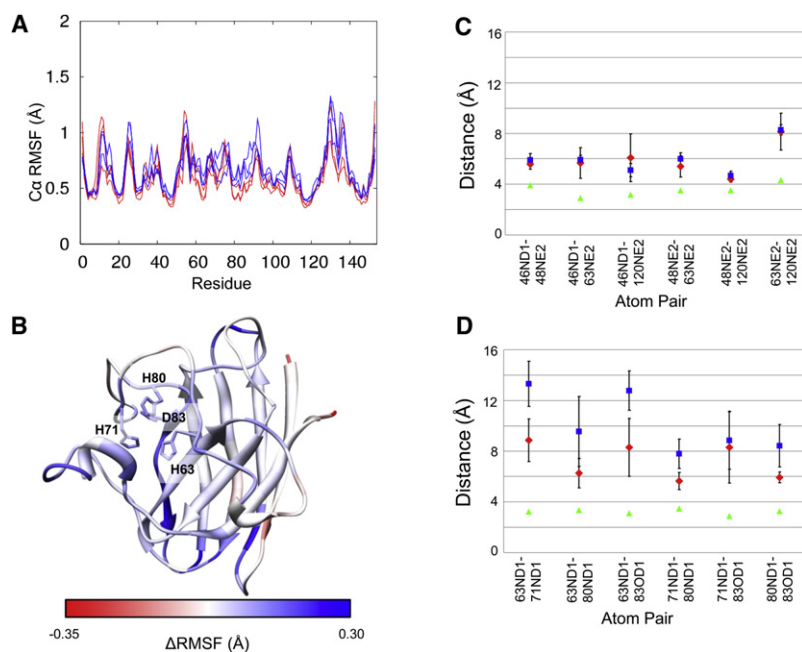 A
2
1.5
1
0.5
0
Cα RMSF (Å)
0 20 40 60 80 100 120 140
Residue
B
H80
D83
H71
H63
-0.35 0.30
ΔRMSF (Å)
C
16
12
8
4
0
Distance (Å)
46ND1-
48NE2
46ND1-
63NE2
46ND1-
120NE2
48NE2-
63NE2
48NE2-
120NE2
63NE2-
120NE2
Atom Pair
D
16
12
8
4
0
Distance (Å)
63ND1-
71ND1
63ND1-
80ND1
63ND1-
83OD1
71ND1-
80ND1
71ND1-
83OD1
80ND1-
83OD1
Atom Pair